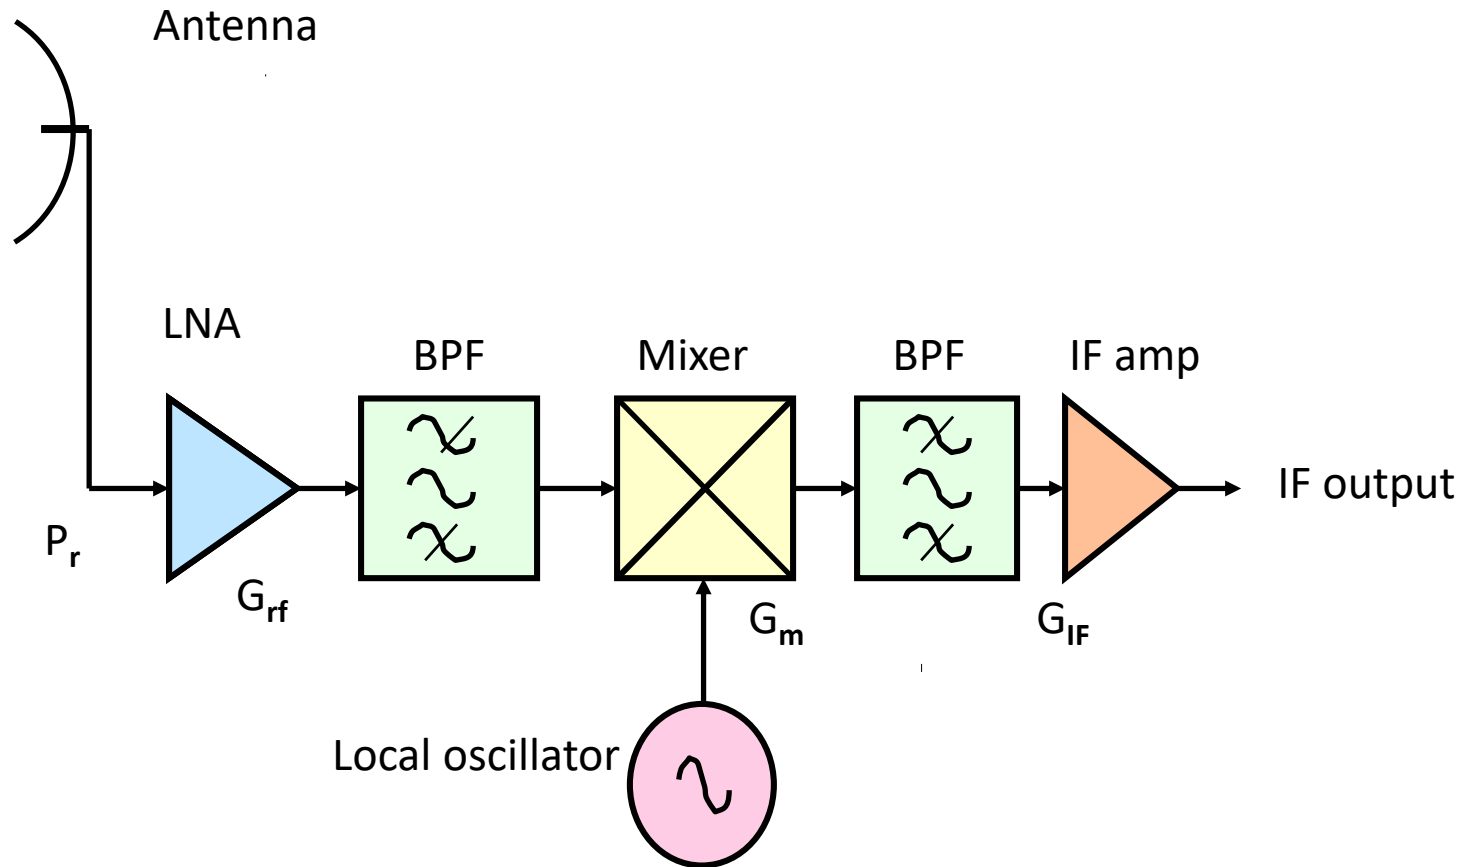 Antenna
LNA
BPF
Mixer
BPF
IF amp
IF output
Pr
Grf
Gm
GIF
Local oscillator